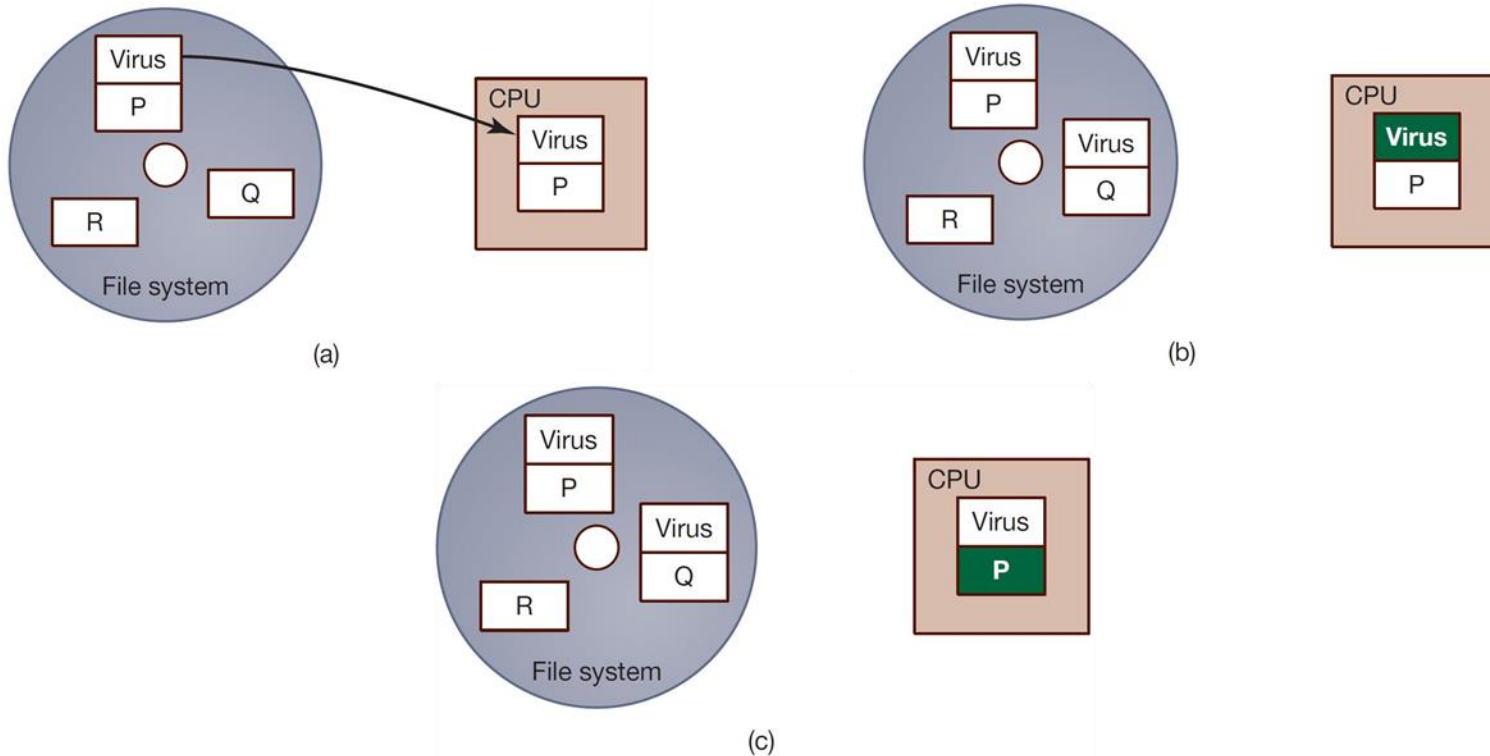 Virus
P
CPU
Virus
P
Q
R
File system
(a)
Virus
P
CPU
Virus
P
Virus
Q
R
File system
(b)
Virus
P
CPU
Virus
P
Virus
Q
R
File system
(c)